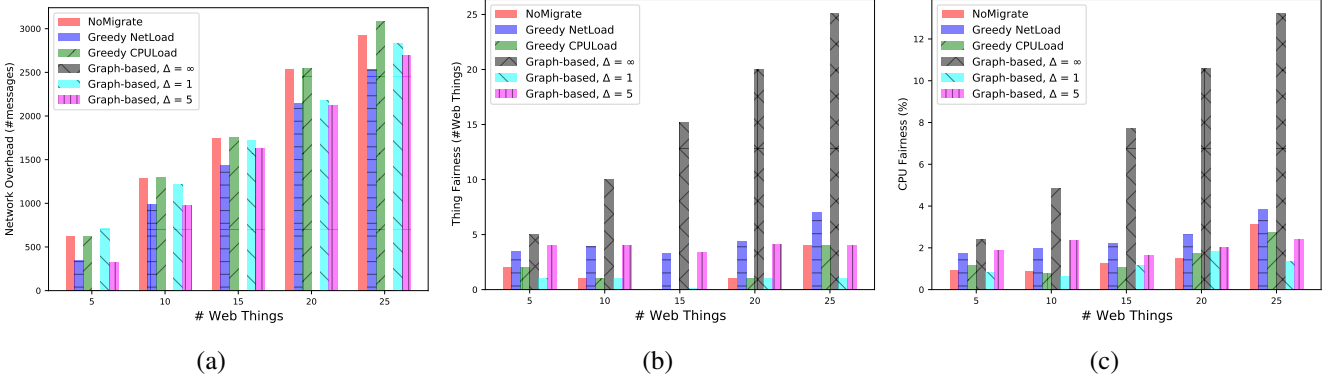 3000
2500
2000
1500
1000
500
0
Network Overhead (#messages)
NoMigrate
Greedy NetLoad
Greedy CPULoad
Graph-based, Δ = ∞
Graph-based, Δ = 1
Graph-based, Δ = 5
5 10 15 20 25
# Web Things
(a)
25
20
15
10
5
0
Thing Fairness (#Web Things)
NoMigrate
Greedy NetLoad
Greedy CPULoad
Graph-based, Δ = ∞
Graph-based, Δ = 1
Graph-based, Δ = 5
5 10 15 20 25
# Web Things
(b)
12
10
8
6
4
2
0
CPU Fairness (%)
NoMigrate
Greedy NetLoad
Greedy CPULoad
Graph-based, Δ = ∞
Graph-based, Δ = 1
Graph-based, Δ = 5
5 10 15 20 25
# Web Things
(c)